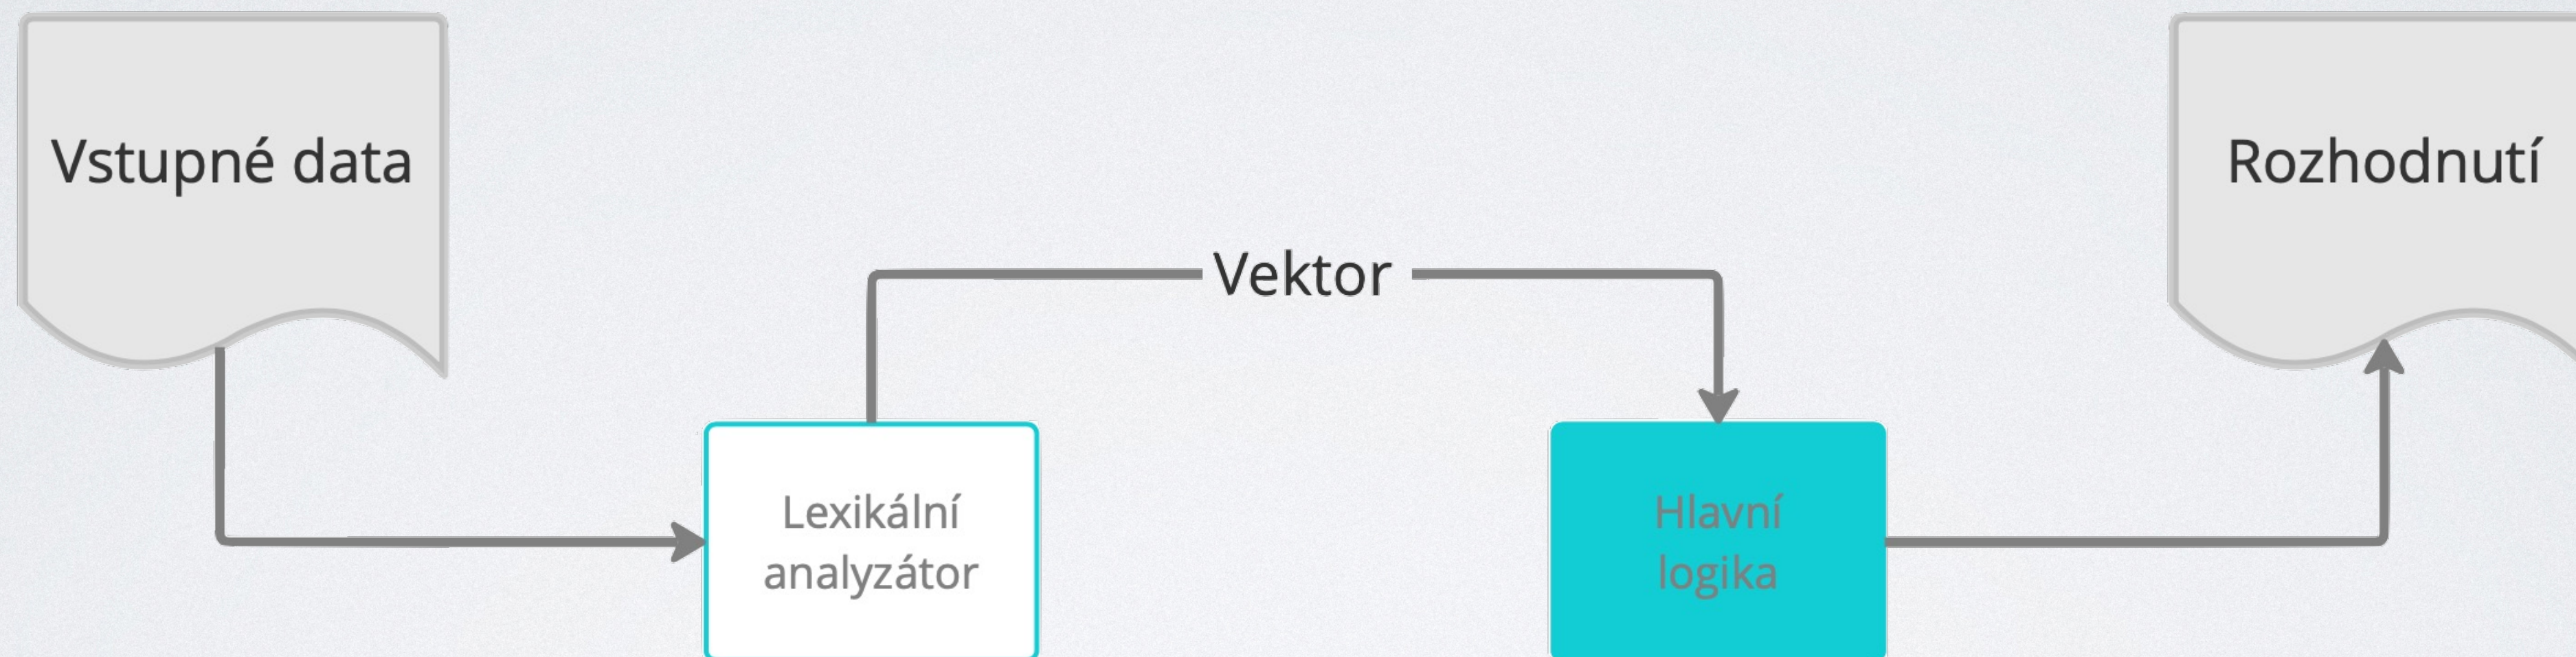 Vstupné data
Rozhodnutí
Vektor
Lexikální
analyzátor
Hlavní
logika